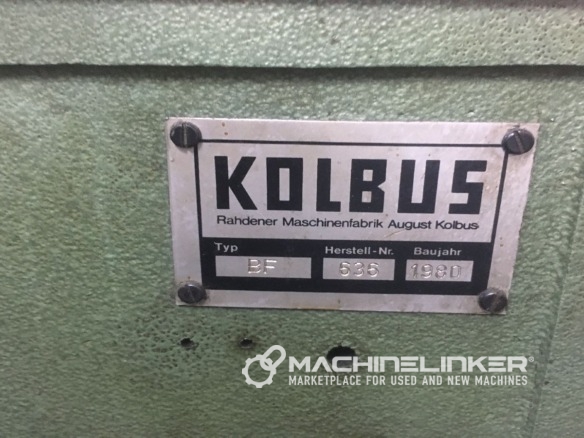 KOLBUS
Rahdener Maschinenfabrik August Kolbus
Typ Herstell-Nr. Baujahr
BF 636 1980
MACHINELINKER®
MARKETPLACE FOR USED AND NEW MACHINES